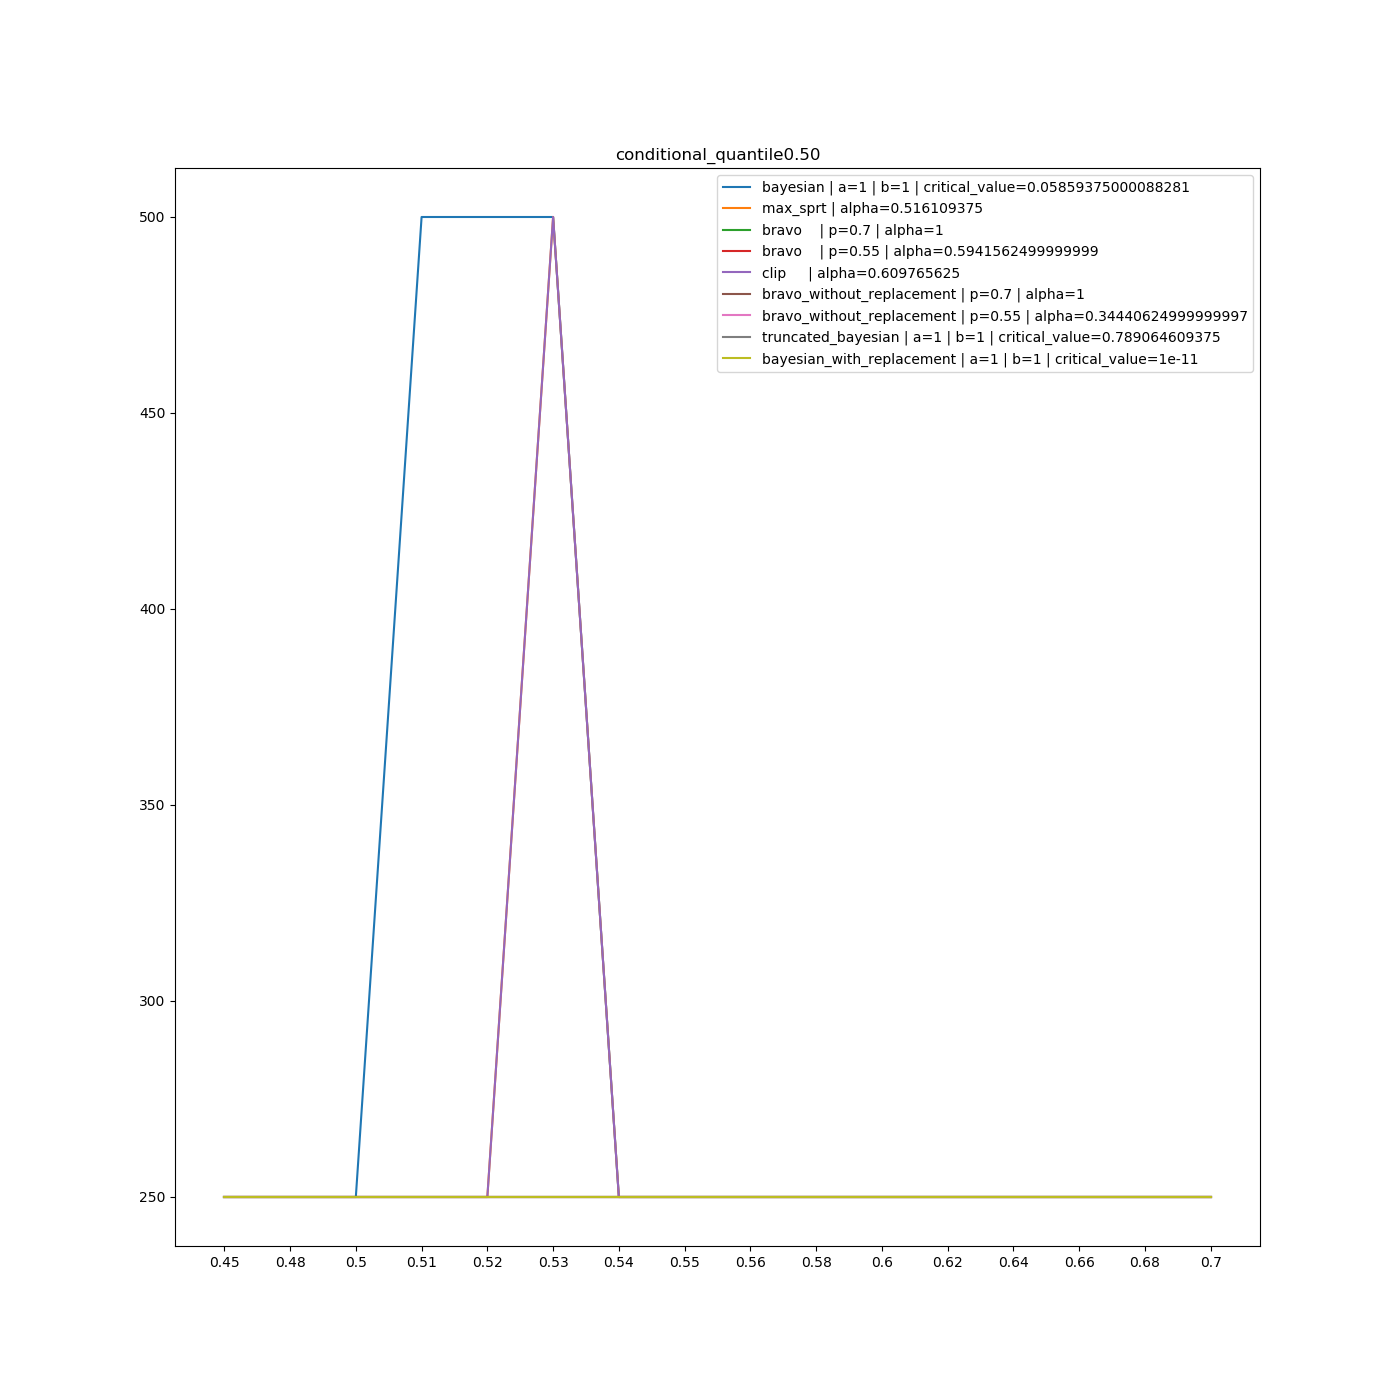 conditional_quantile0.50
bayesian | a=1 | b=1 | critical_value=0.05859375000088281
max_sprt | alpha=0.516109375
bravo    | p=0.7 | alpha=1
bravo    | p=0.55 | alpha=0.5941562499999999
clip     | alpha=0.609765625
bravo_without_replacement | p=0.7 | alpha=1
bravo_without_replacement | p=0.55 | alpha=0.34440624999999997
truncated_bayesian | a=1 | b=1 | critical_value=0.789064609375
bayesian_with_replacement | a=1 | b=1 | critical_value=1e-11
500
450
400
350
300
250
0.45 0.48 0.5 0.51 0.52 0.53 0.54 0.55 0.56 0.58 0.6 0.62 0.64 0.66 0.68 0.7